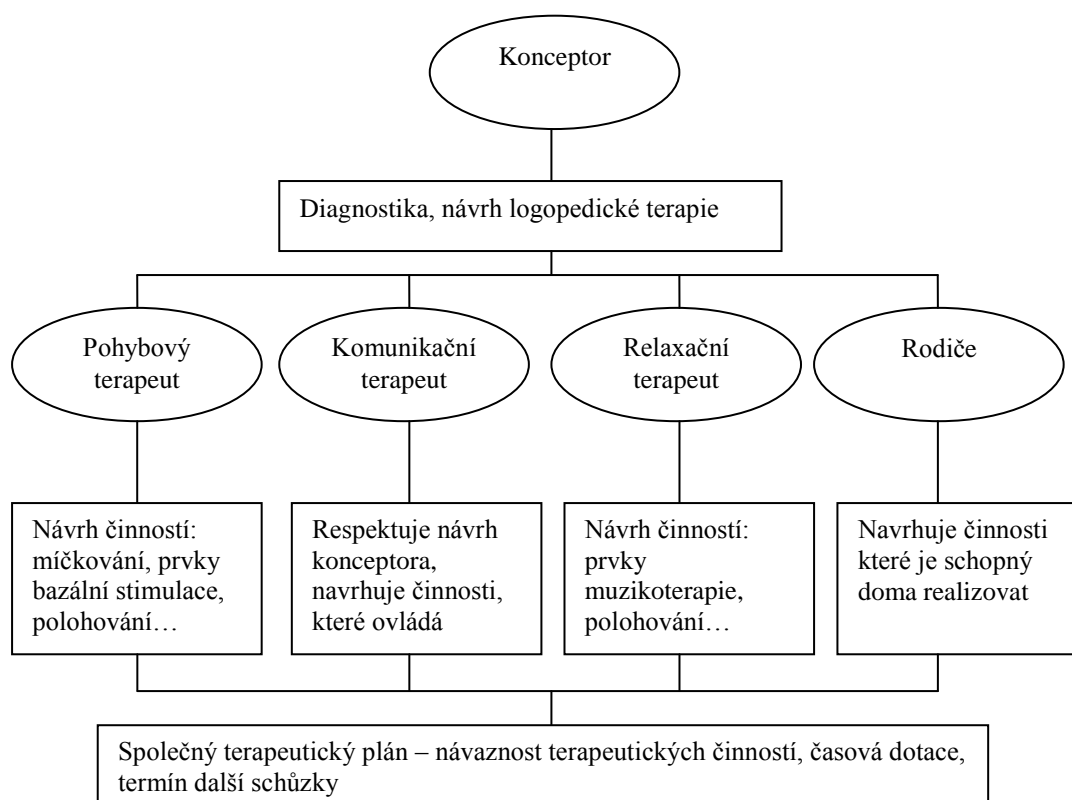 Konceptor
Diagnostika, návrh logopedické terapie
Pohybový
terapeut
Komunikační
terapeut
Relaxační
terapeut
Rodiče
Návrh činností:
míčkování, prvky
bazální stimulace,
polohování…
Respektuje návrh
konceptora,
navrhuje činnosti,
které ovládá
Návrh činností:
prvky
muzikoterapie,
polohování…
Navrhuje činnosti
které je schopný
doma realizovat
Společný terapeutický plán – návaznost terapeutických činností, časová dotace,
termín další schůzky